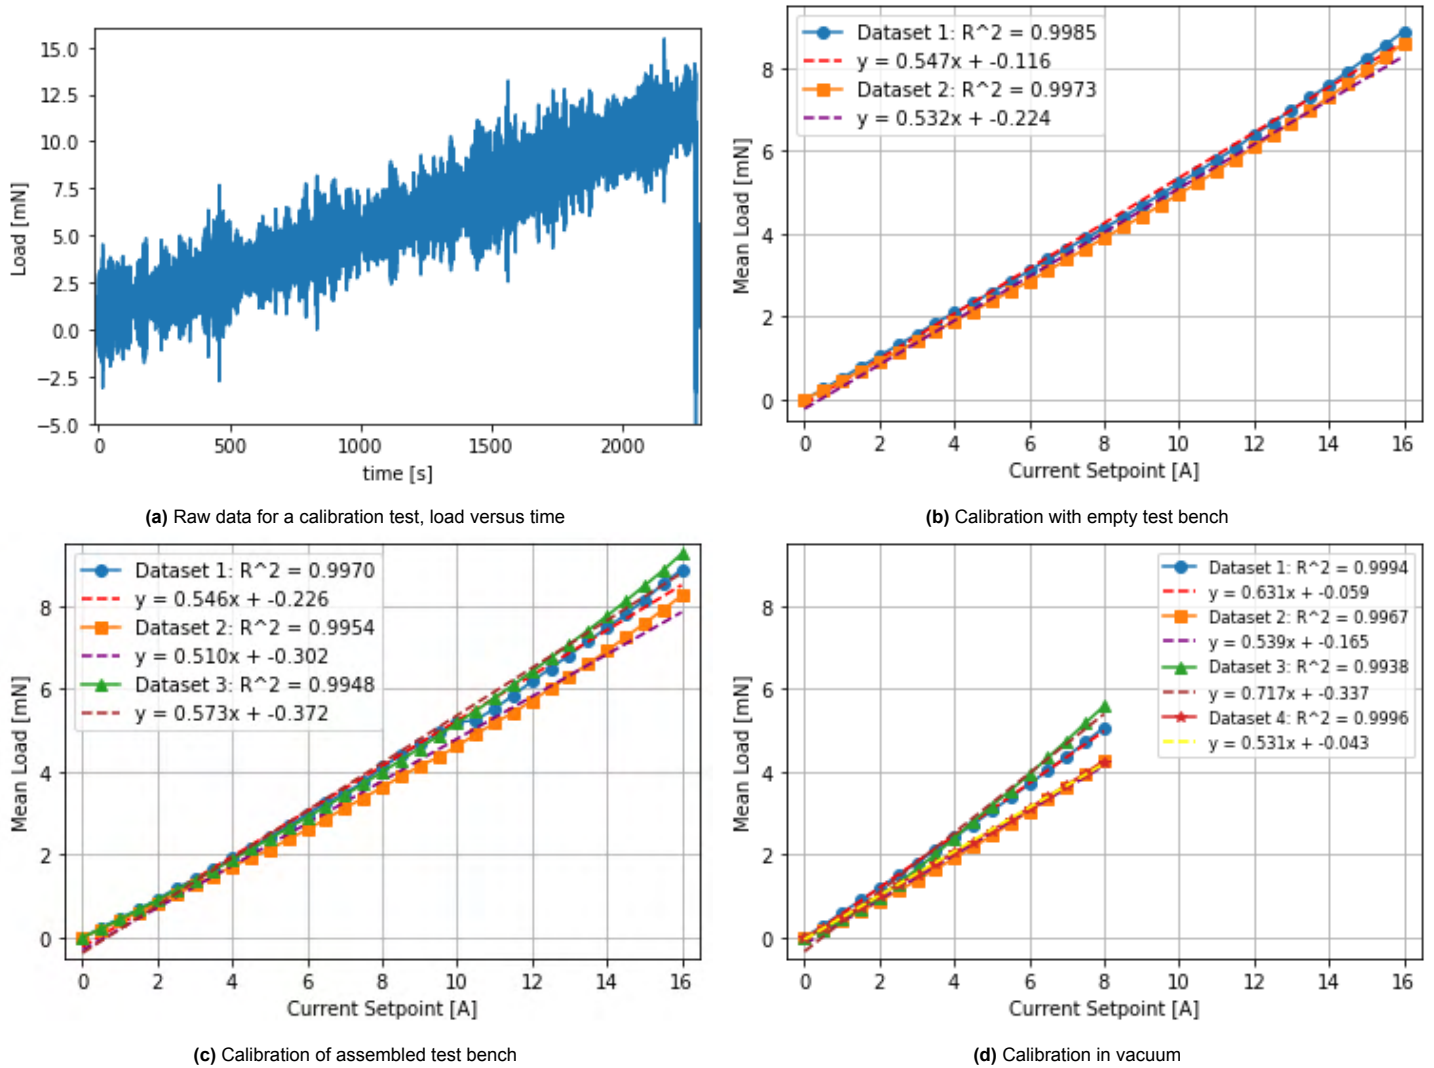 15.0
12.5
10.0
7.5
5.0
2.5
0.0
−2.5
−5.0
Load [mN]
0 500 1000 1500 2000
time [s]
(a) Raw data for a calibration test, load versus time
Dataset 1: R^2 = 0.9985
y = 0.547x + -0.116
Dataset 2: R^2 = 0.9973
y = 0.532x + -0.224
8
6
4
2
0
Mean Load [mN]
0 2 4 6 8 10 12 14 16
Current Setpoint [A]
(b) Calibration with empty test bench
Dataset 1: R^2 = 0.9970
y = 0.546x + -0.226
Dataset 2: R^2 = 0.9954
y = 0.510x + -0.302
Dataset 3: R^2 = 0.9948
y = 0.573x + -0.372
8
6
4
2
0
Mean Load [mN]
0 2 4 6 8 10 12 14 16
Current Setpoint [A]
(c) Calibration of assembled test bench
Dataset 1: R^2 = 0.9994
y = 0.631x + -0.059
Dataset 2: R^2 = 0.9967
y = 0.539x + -0.165
Dataset 3: R^2 = 0.9938
y = 0.717x + -0.337
Dataset 4: R^2 = 0.9996
y = 0.531x + -0.043
8
6
4
2
0
Mean Load [mN]
0 2 4 6 8 10 12 14 16
Current Setpoint [A]
(d) Calibration in vacuum